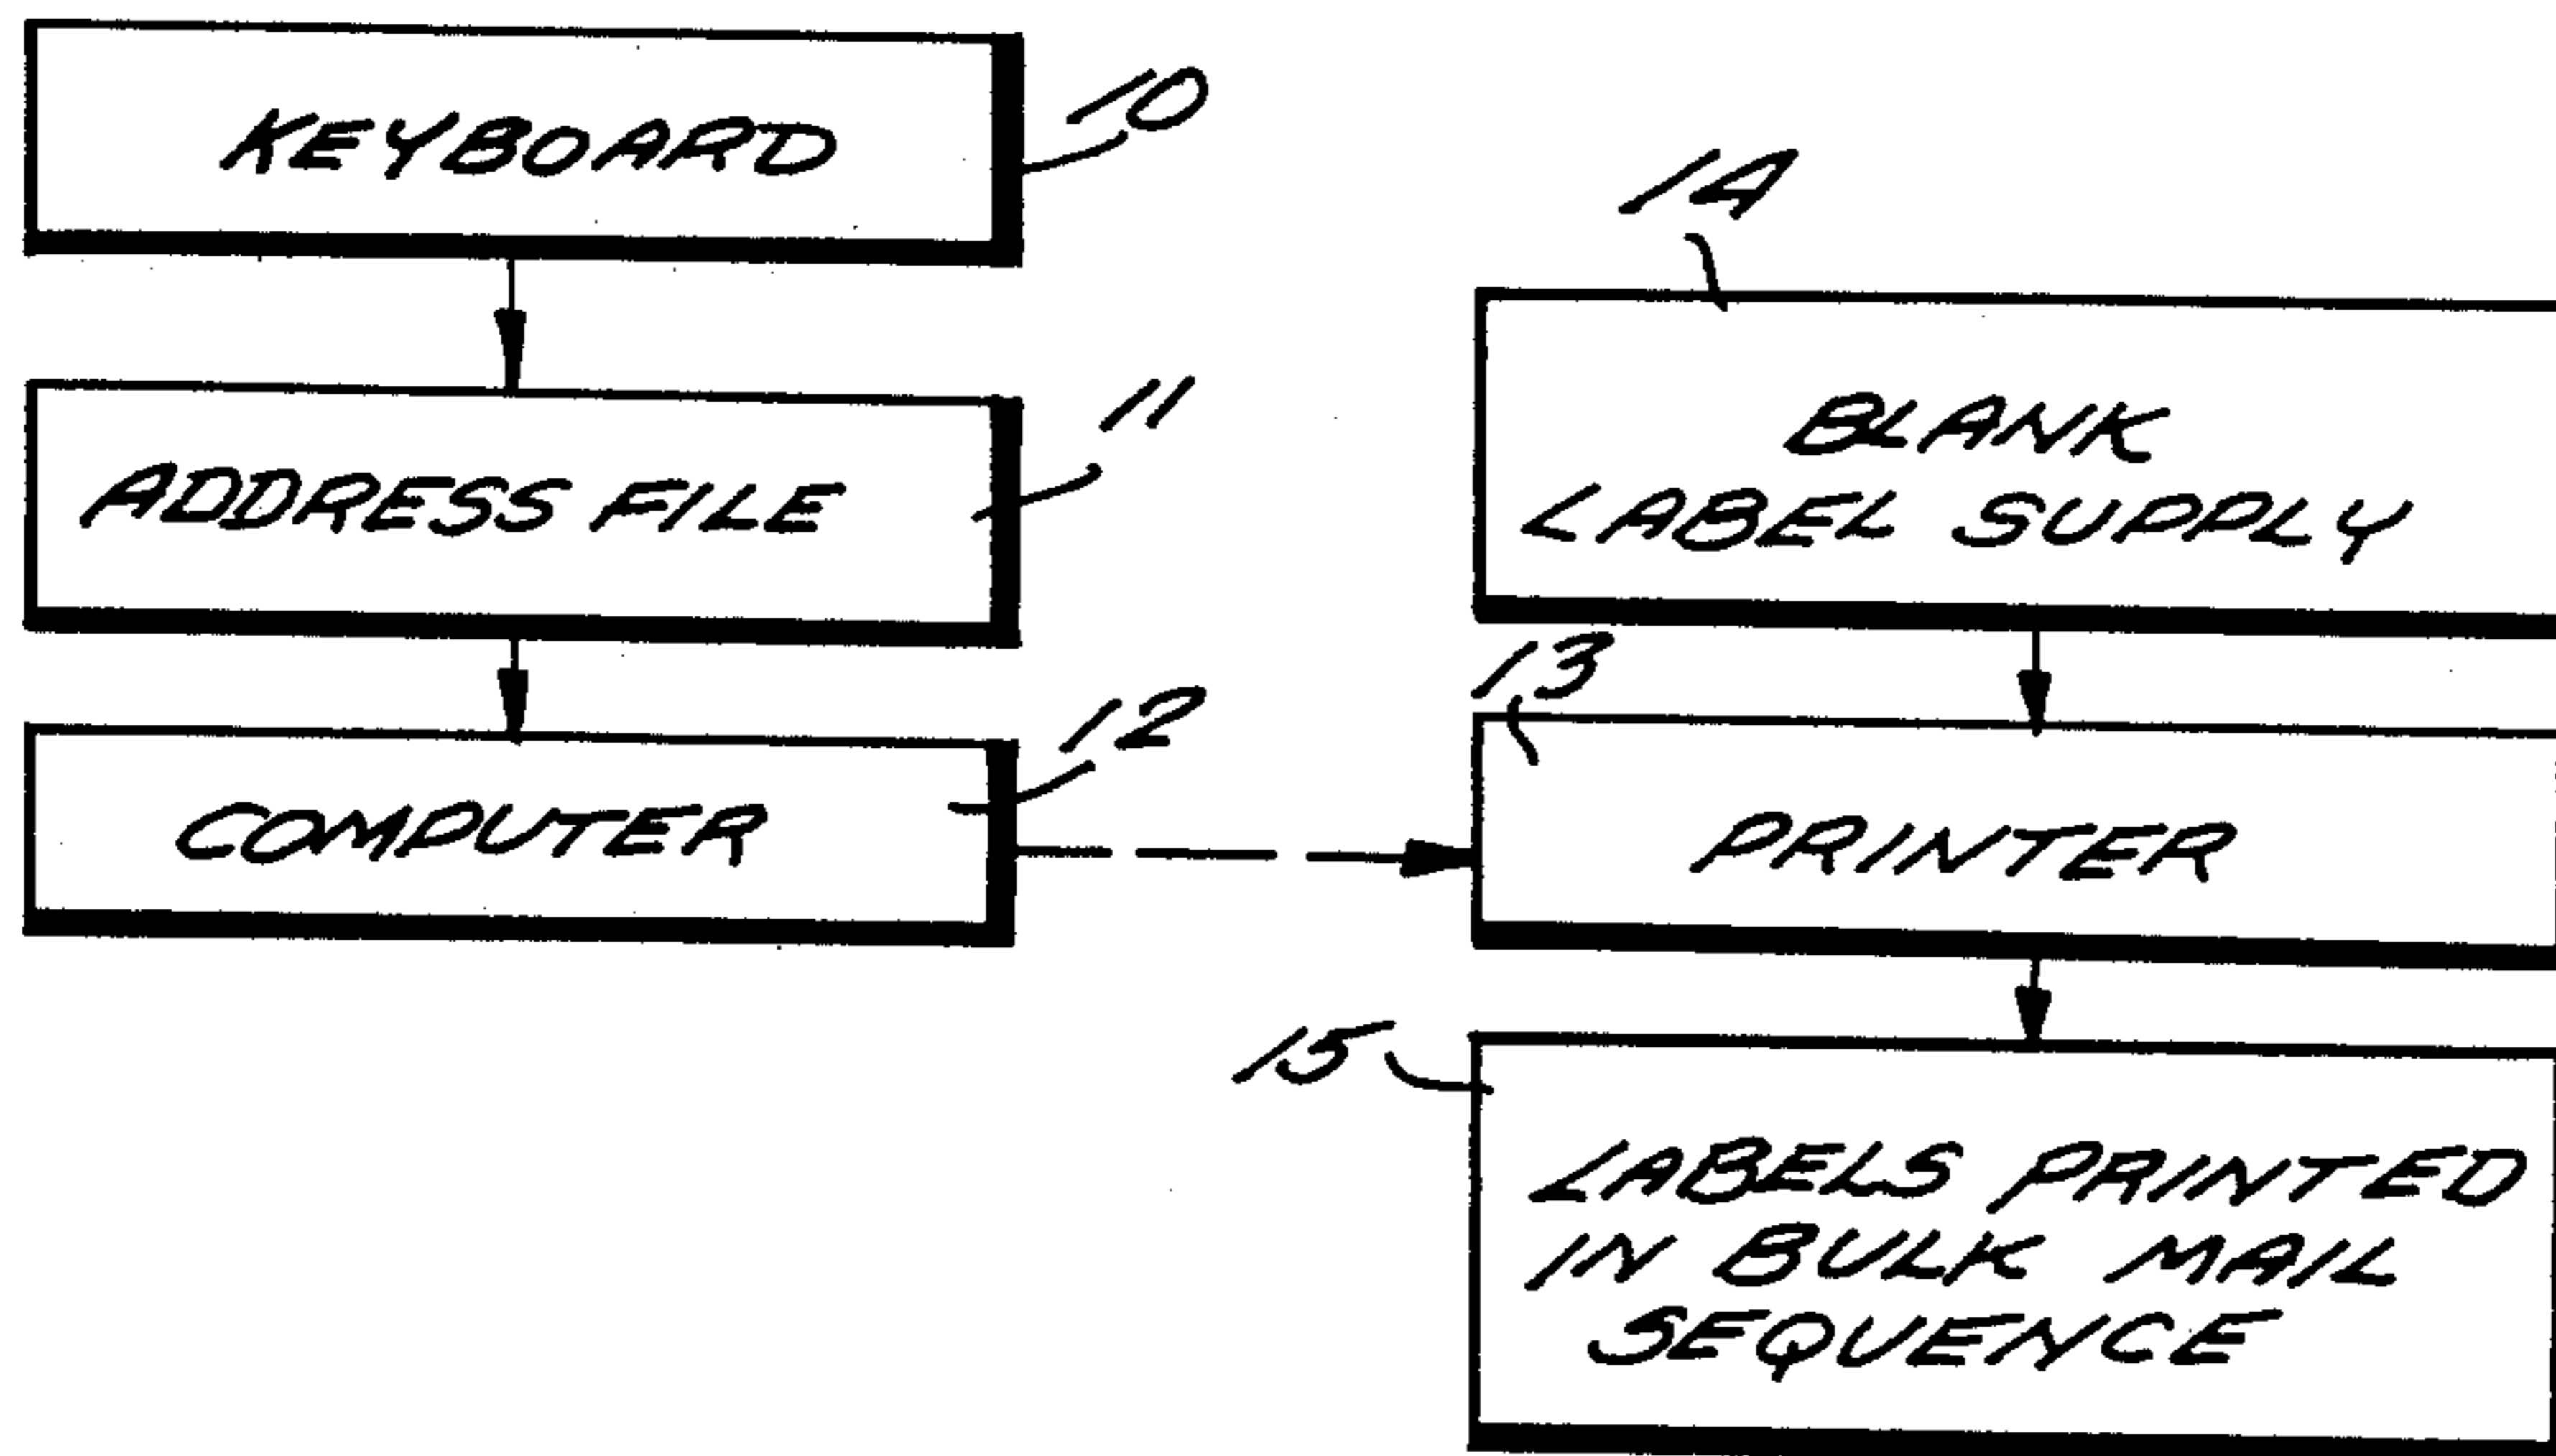 KEYBOARD
10
ADDRESS FILE
11
COMPUTER
12
14
BLANK
LABEL SUPPLY
13
PRINTER
15
LABELS PRINTED
IN BULK MAIL
SEQUENCE